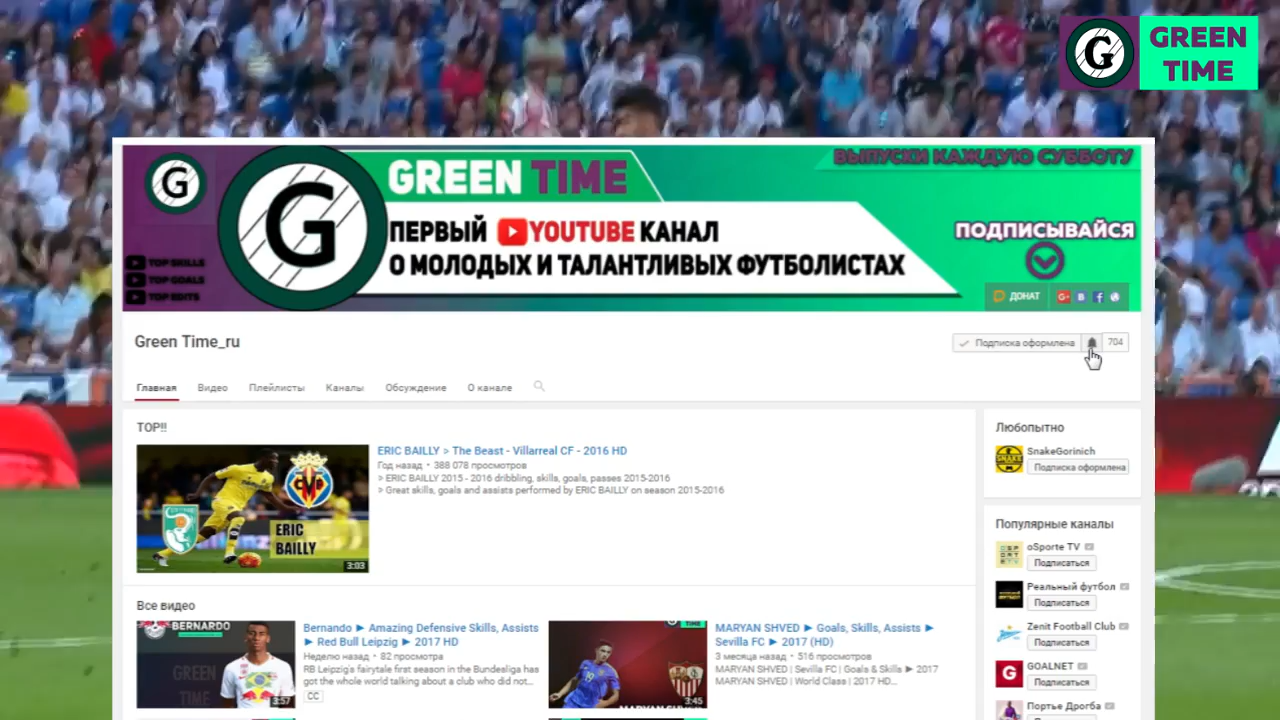 GREEN
TIME
GREEN TIME
ВЫПУСКИ КАЖДУЮ СУББОТУ
ПЕРВЫЙ YOUTUBE КАНАЛ
О МОЛОДЫХ И ТАЛАНТЛИВЫХ ФУТБОЛИСТАХ
ПОДПИСЫВАЙСЯ
TOP SKILLS
TOP GOALS
TOP EDITS
ДОНАТ
Green Time_ru
Подписка оформлена 704
Главная Видео Плейлисты Каналы Обсуждение О канале
TOP!!
ERIC BAILLY > The Beast - Villarreal CF - 2016 HD
Год назад • 388 078 просмотров
> ERIC BAILLY 2015 - 2016 dribbling, skills, goals, passes 2015-2016
> Great skills, goals and assists performed by ERIC BAILLY on season 2015-2016
ERIC
BAILLY
3:03
Все видео
BERNARDO
GREEN
TIME
3:57
Bernando ► Amazing Defensive Skills, Assists
► Red Bull Leipzig ► 2017 HD
Неделю назад • 82 просмотра
RB Leipzig's fairytale first season in the Bundesliga has
got the whole world talking about a club who did not...
CC
TIME
MARYAN SHVED
3:45
MARYAN SHVED ► Goals, Skills, Assists ►
Sevilla FC ► 2017 (HD)
3 месяца назад • 516 просмотров
MARYAN SHVED | Sevilla FC | Goals & Skills ► 2017
MARYAN SHVED | World Class | 2017 HD...
Любопытно
SnakeGorinich
Подписка оформлена
Популярные каналы
oSporte TV
Подписаться
Реальный футбол
Подписаться
Zenit Football Club
Подписаться
GOALNET
Подписаться
Портье Дрогба